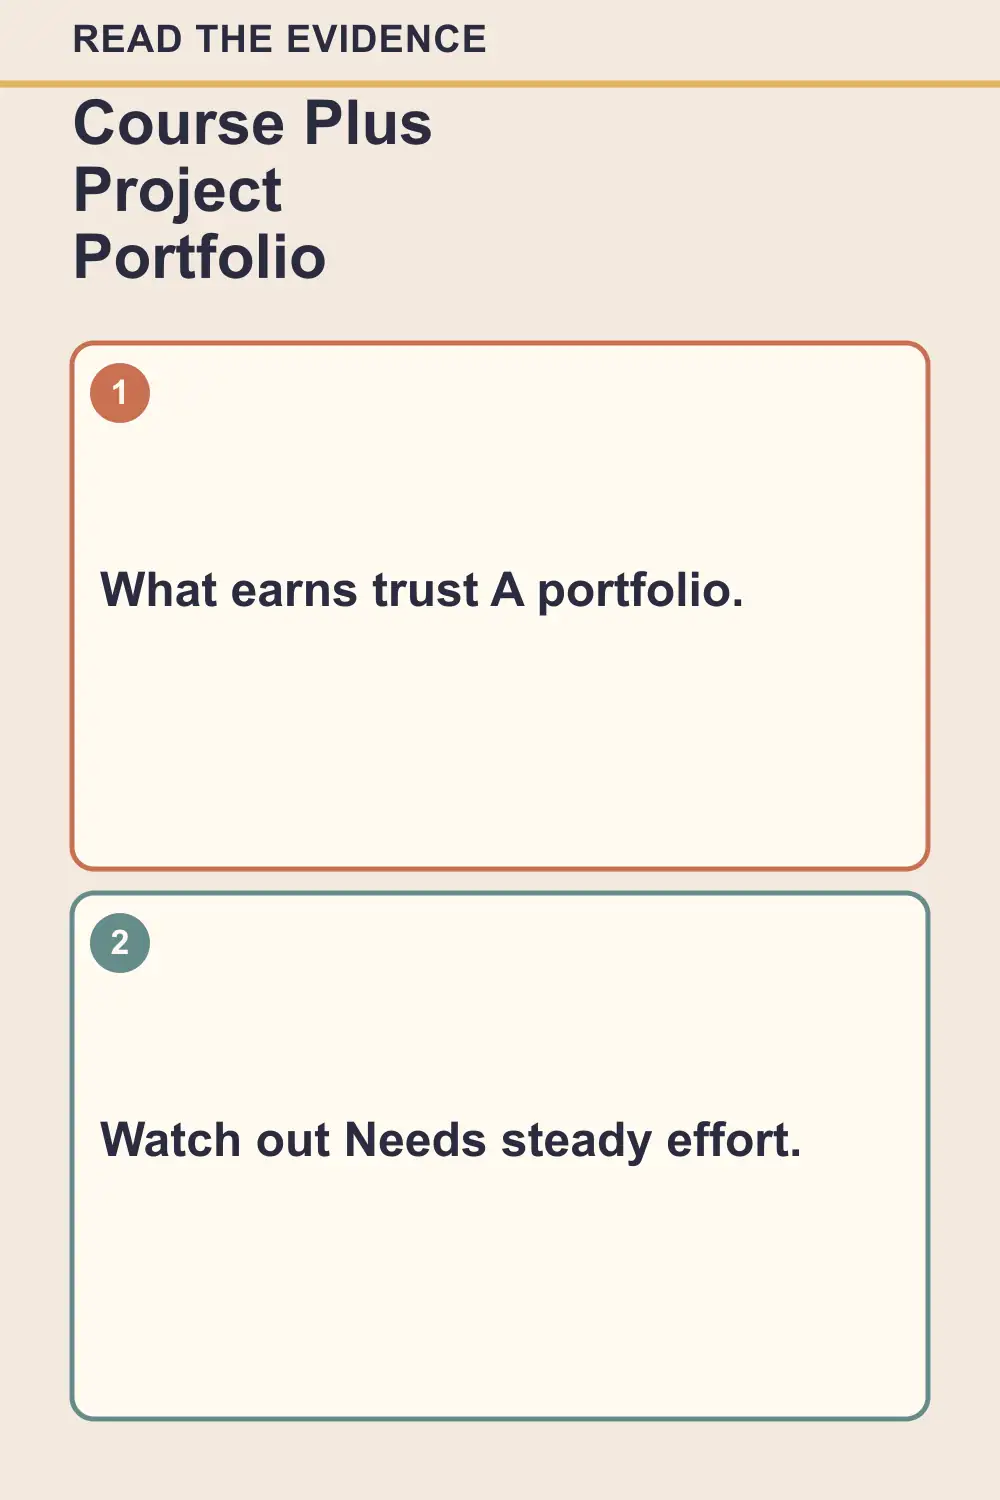 READ THE EVIDENCE
Course Plus
Project
Portfolio
1
What earns trust A portfolio.
2
Watch out Needs steady effort.